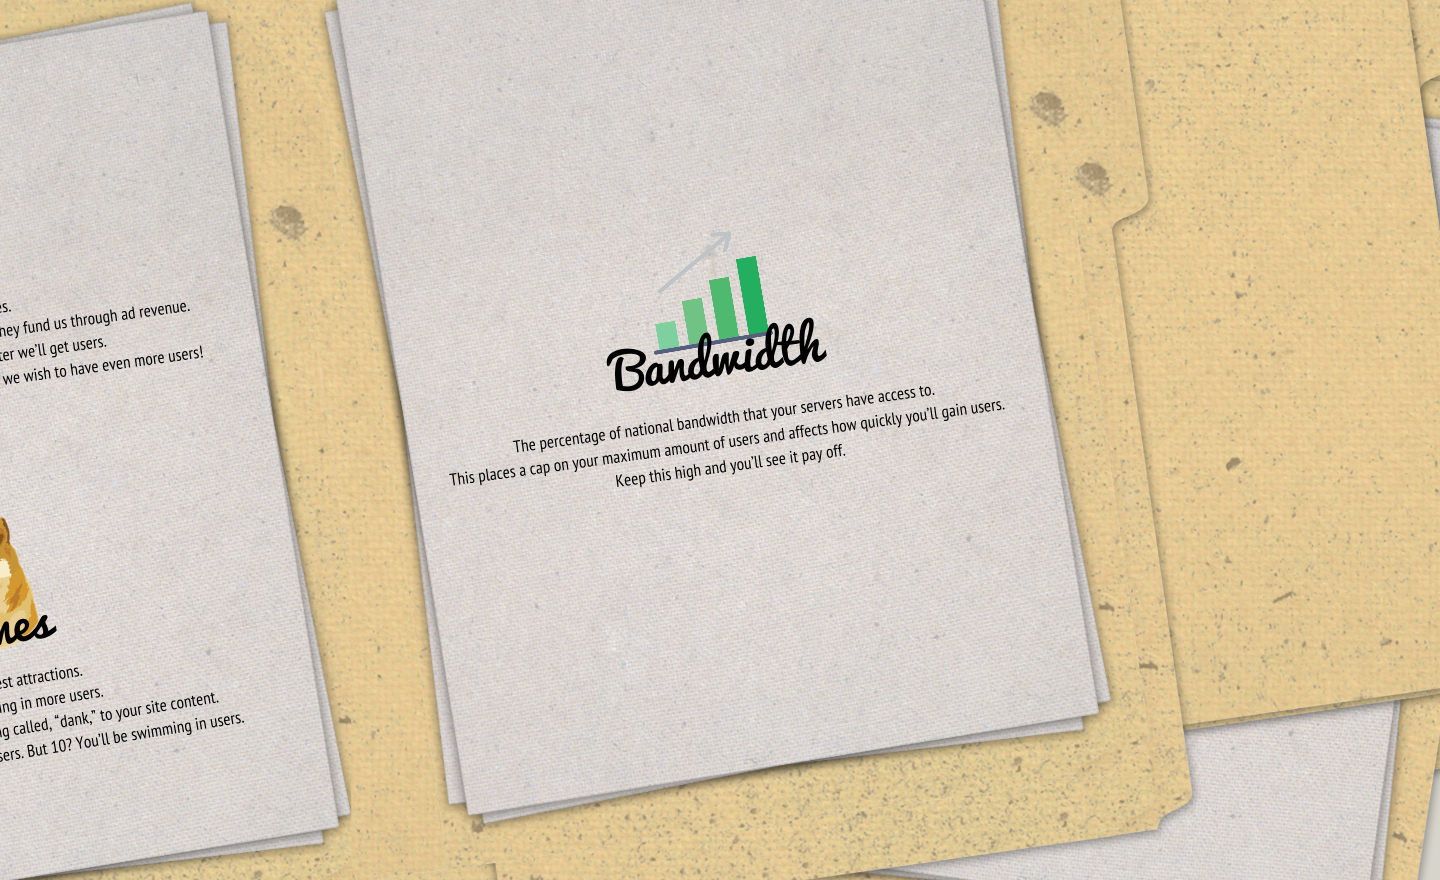 es.
hey fund us through ad revenue.
ter we'll get users.
we wish to have even more users!
nes
est attractions.
ing in more users.
g called, “dank,” to your site content.
sers. But 10? You'll be swimming in users.
Bandwidth
The percentage of national bandwidth that your servers have access to.
This places a cap on your maximum amount of users and affects how quickly you'll gain users.
Keep this high and you'll see it pay off.